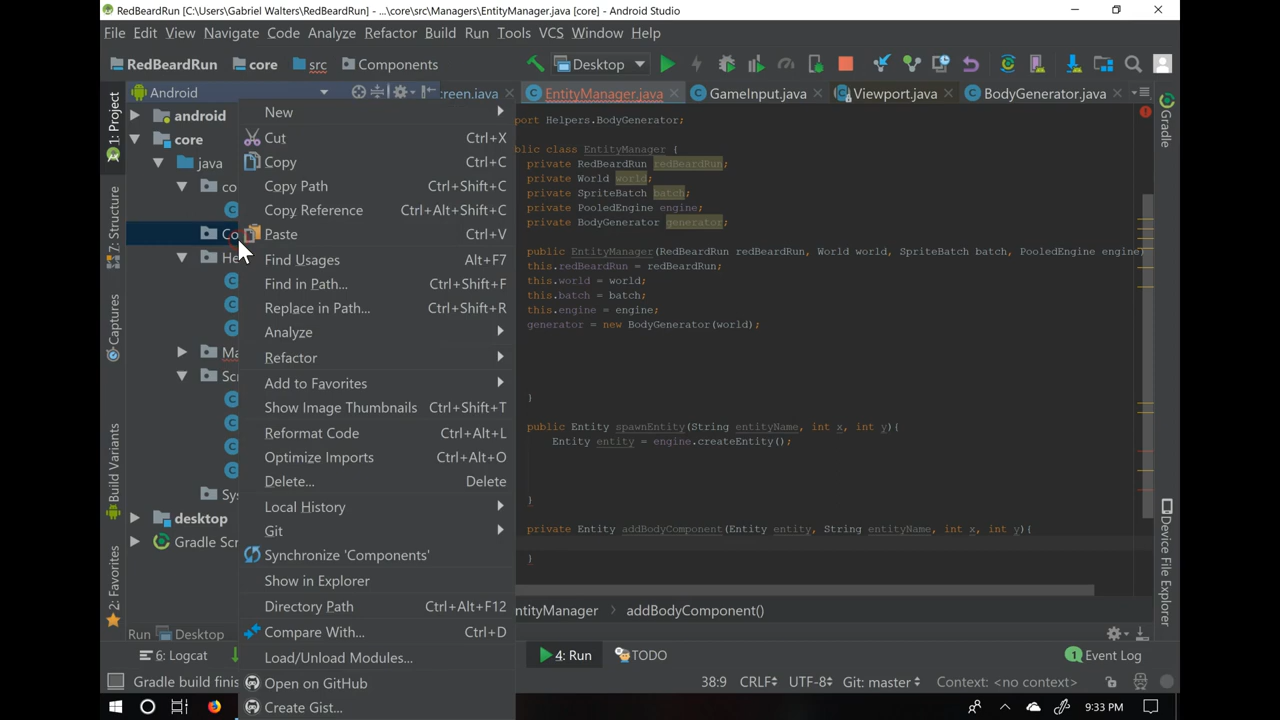 RedBeardRun [C:\Users\Gabriel Walters\RedBeardRun] - ...\core\src\Managers\EntityManager.java [core] - Android Studio
File Edit View Navigate Code Analyze Refactor Build Run Tools VCS Window Help
RedBeardRun core src Components Desktop
1: Project
7: Structure
Captures
Build Variants
2: Favorites
Android
android
core
java
co
Co
He
Ma
Scr
Sys
desktop
Gradle Scr
New
Cut Ctrl+X
Copy Ctrl+C
Copy Path Ctrl+Shift+C
Copy Reference Ctrl+Alt+Shift+C
Paste Ctrl+V
Find Usages Alt+F7
Find in Path... Ctrl+Shift+F
Replace in Path... Ctrl+Shift+R
Analyze
Refactor
Add to Favorites
Show Image Thumbnails Ctrl+Shift+T
Reformat Code Ctrl+Alt+L
Optimize Imports Ctrl+Alt+O
Delete... Delete
Local History
Git
Synchronize 'Components'
Show in Explorer
Directory Path Ctrl+Alt+F12
Compare With... Ctrl+D
Load/Unload Modules...
Open on GitHub
Create Gist...
reen.java EntityManager.java GameInput.java Viewport.java BodyGenerator.java
port Helpers.BodyGenerator;
blic class EntityManager {
private RedBeardRun redBeardRun;
private World world;
private SpriteBatch batch;
private PooledEngine engine;
private BodyGenerator generator;
public EntityManager(RedBeardRun redBeardRun, World world, SpriteBatch batch, PooledEngine engine)
this.redBeardRun = redBeardRun;
this.world = world;
this.batch = batch;
this.engine = engine;
generator = new BodyGenerator(world);
}
public Entity spawnEntity(String entityName, int x, int y){
Entity entity = engine.createEntity();
}
private Entity addBodyComponent(Entity entity, String entityName, int x, int y){
}
ntityManager addBodyComponent()
Gradle
Device File Explorer
Run Desktop
6: Logcat 4: Run TODO 1 Event Log
Gradle build finis 38:9 CRLF UTF-8 Git: master Context: <no context>
9:33 PM